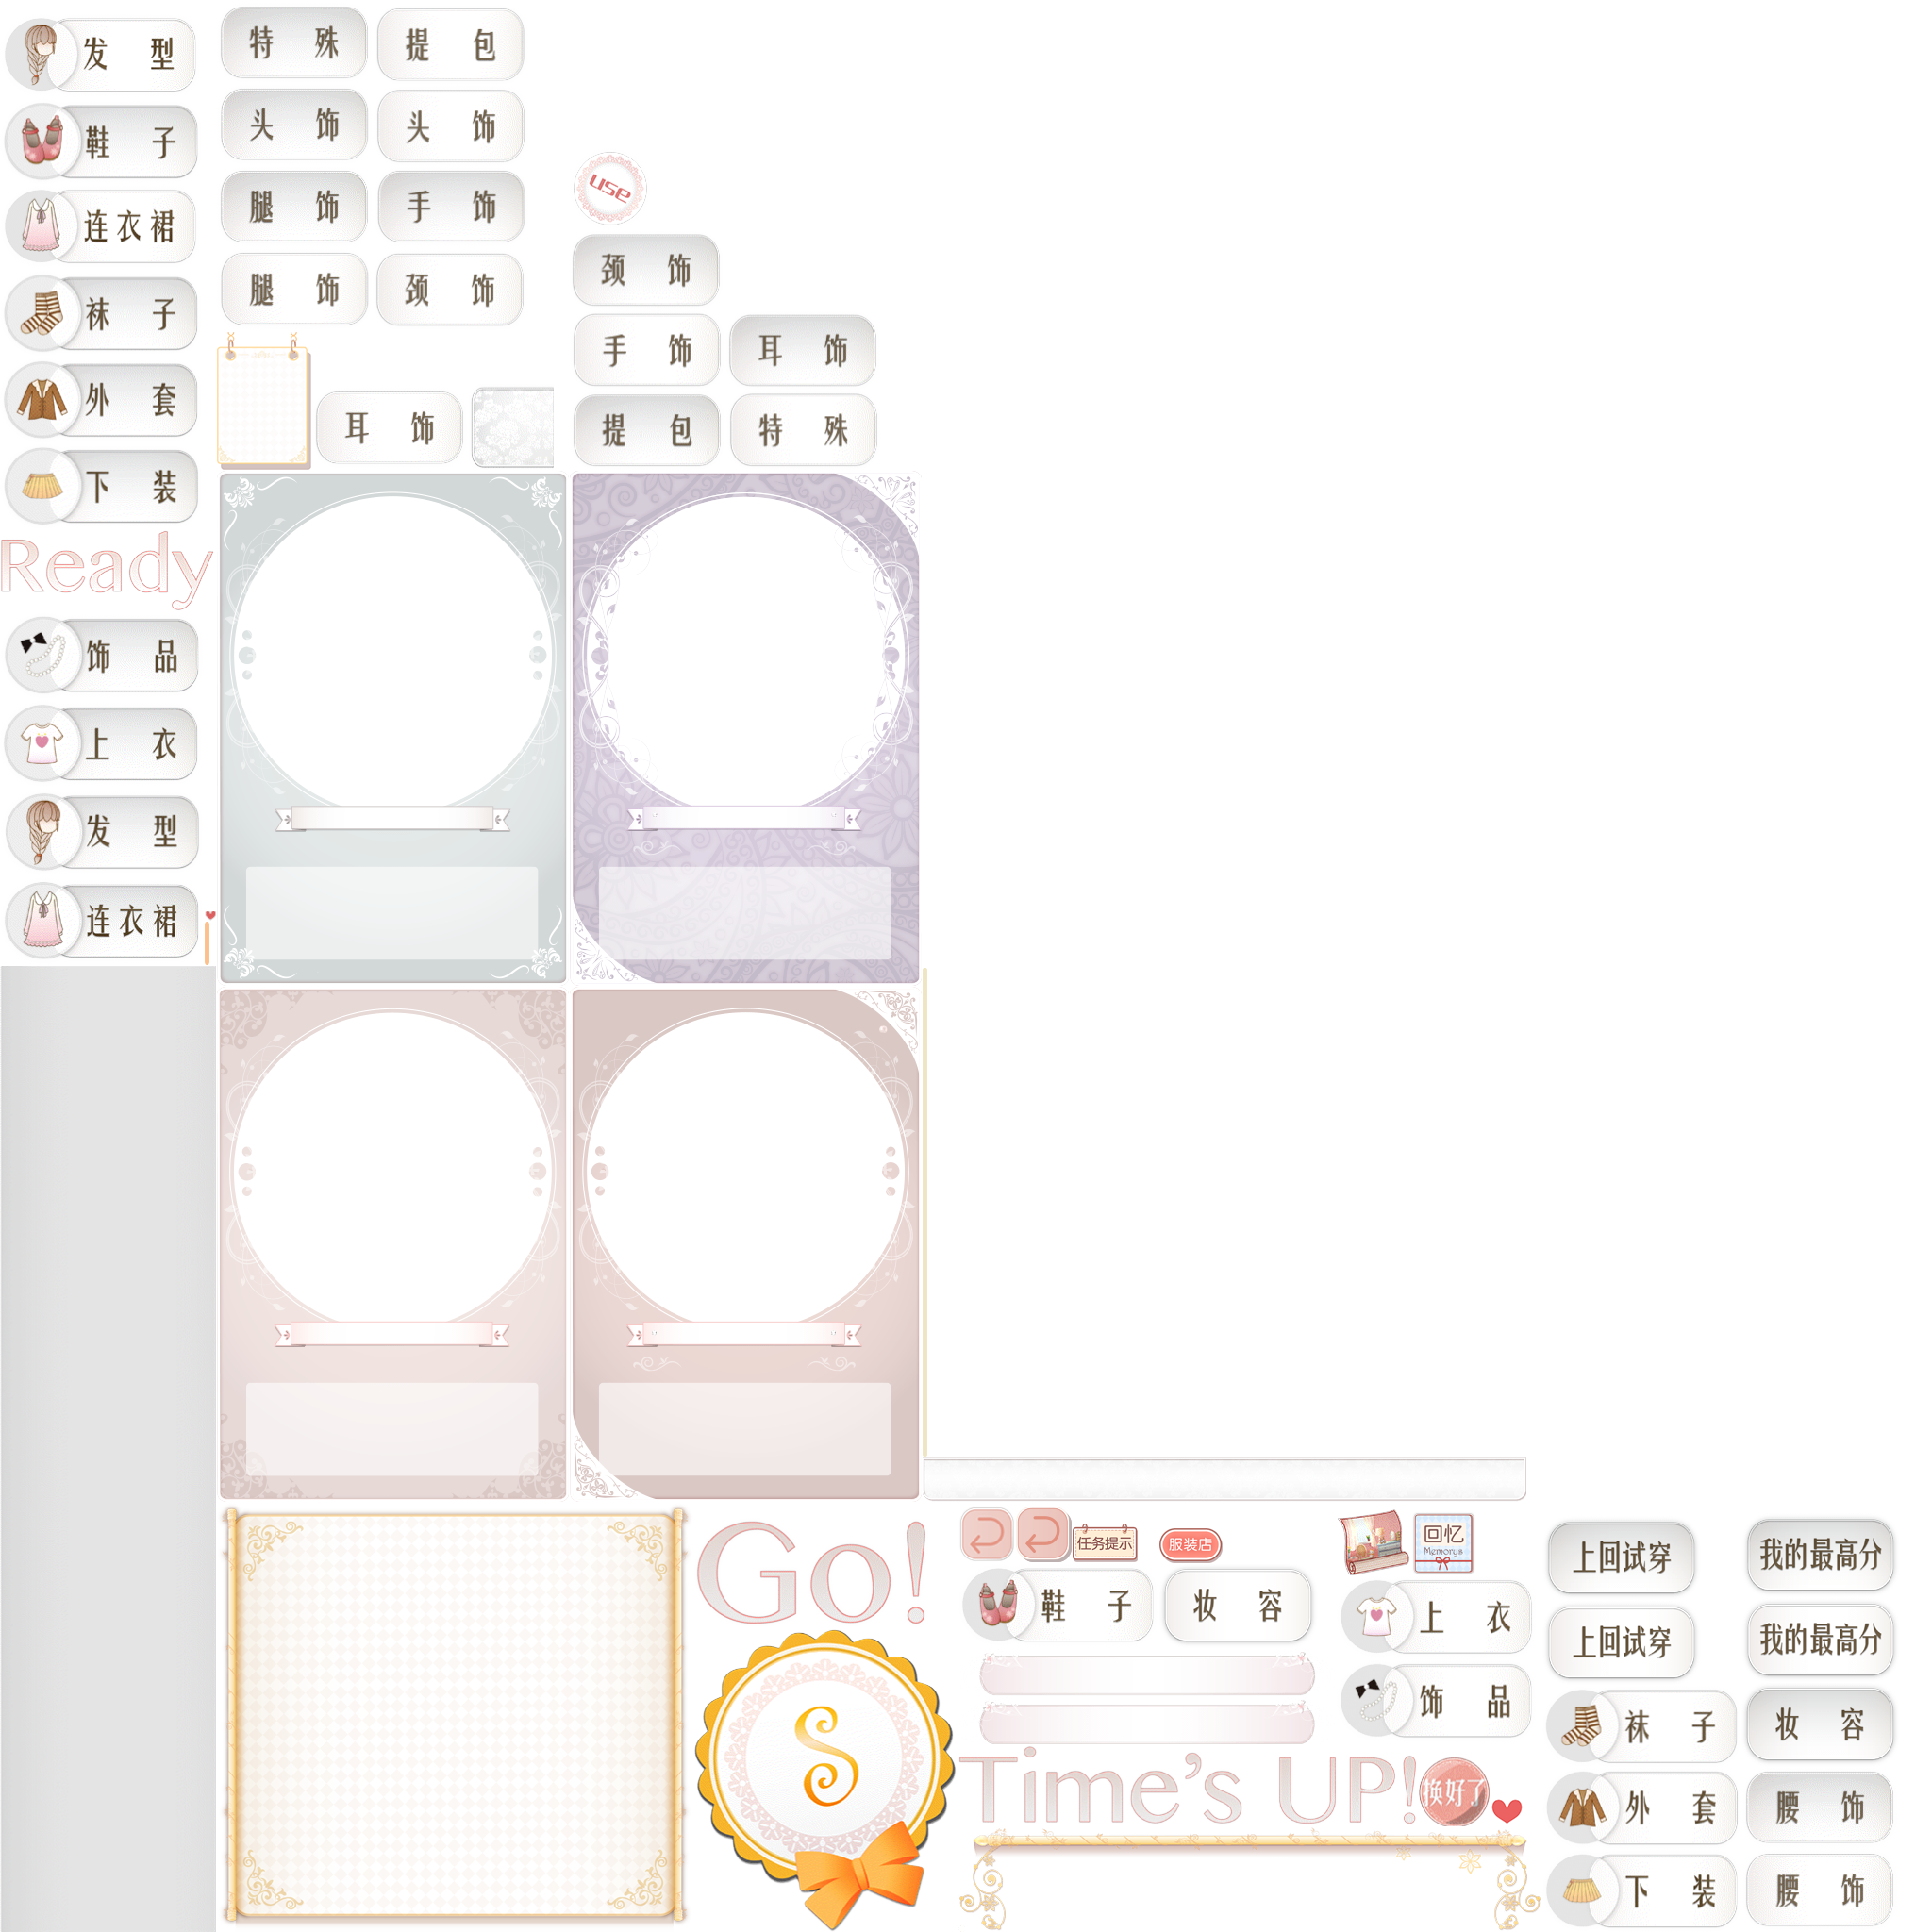 发型
鞋子
连衣裙
袜子
外套
下装
Ready
饰品
上衣
发型
连衣裙
特殊
提包
头饰
头饰
腿饰
手饰
腿饰
颈饰
耳饰
use
颈饰
手饰
耳饰
提包
特殊
Go!
S
任务提示
服装店
回忆
Memorys
鞋子
妆容
上衣
饰品
Time's UP!
换好了
上回试穿
我的最高分
上回试穿
我的最高分
袜子
妆容
外套
腰饰
下装
腰饰